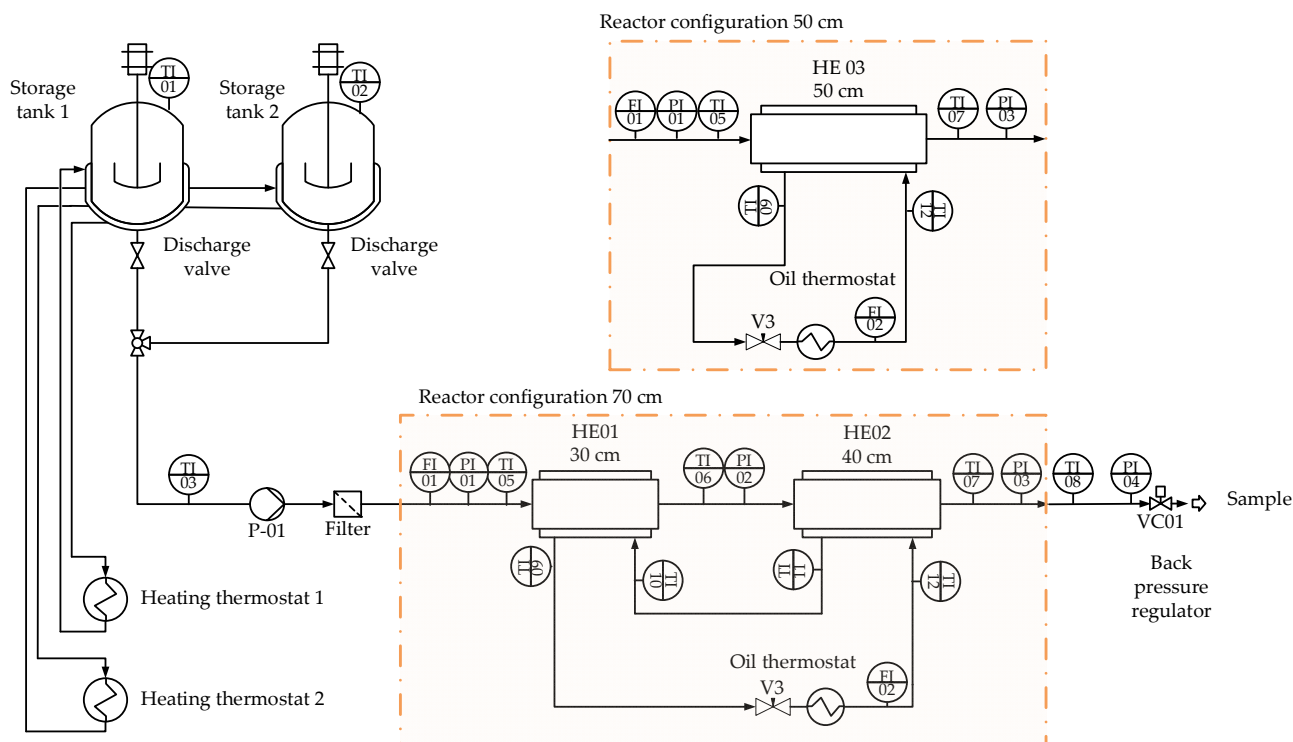 Reactor configuration 50 cm
Storage
tank 1
TI
01
Storage
tank 2
TI
02
HE 03
50 cm
FI
01
PI
01
TI
05
TI
07
PI
03
TI
09
TI
12
Discharge
valve
Discharge
valve
Oil thermostat
V3
FI
02
Reactor configuration 70 cm
HE01
30 cm
HE02
40 cm
TI
03
P-01
Filter
FI
01
PI
01
TI
05
TI
06
PI
02
TI
07
PI
03
TI
08
PI
04
VC01
Sample
TI
09
TI
10
TI
11
TI
12
Back
pressure
regulator
Heating thermostat 1
Oil thermostat
V3
FI
02
Heating thermostat 2